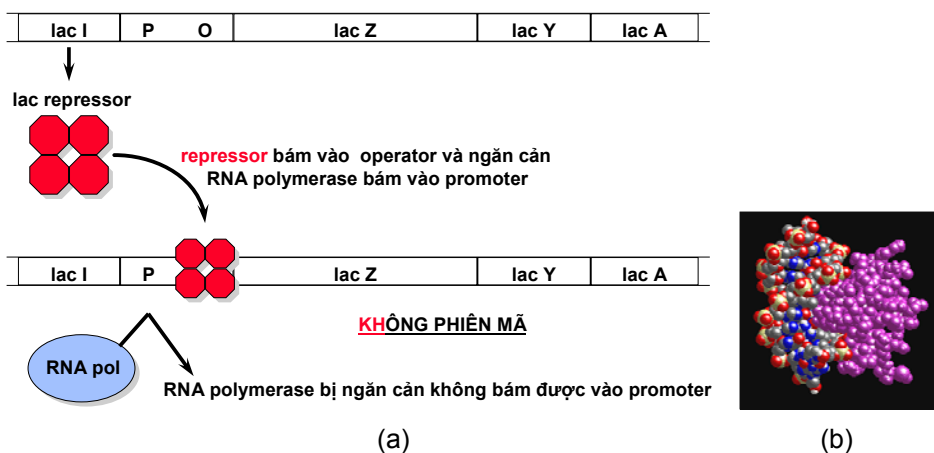 lac I P O lac Z lac Y lac A
lac repressor
repressor bám vào operator và ngăn cản
RNA polymerase bám vào promoter
lac I P lac Z lac Y lac A
KHÔNG PHIÊN MÃ
RNA pol
RNA polymerase bị ngăn cản không bám được vào promoter
(a) (b)